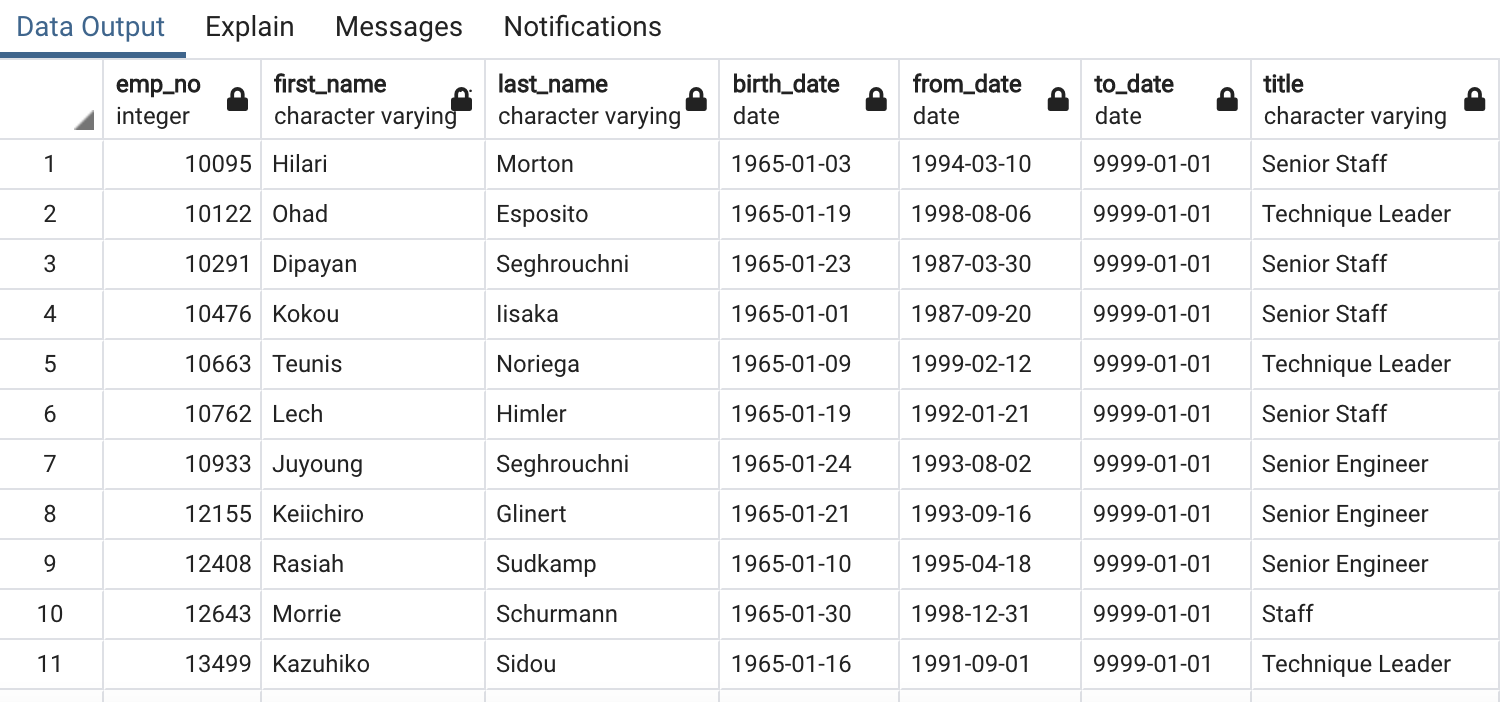 Data Output Explain Messages Notifications
emp_no first_name last_name birth_date from_date to_date title
integer character varying character varying date date date character varying
1 10095 Hilari Morton 1965-01-03 1994-03-10 9999-01-01 Senior Staff
2 10122 Ohad Esposito 1965-01-19 1998-08-06 9999-01-01 Technique Leader
3 10291 Dipayan Seghrouchni 1965-01-23 1987-03-30 9999-01-01 Senior Staff
4 10476 Kokou Iisaka 1965-01-01 1987-09-20 9999-01-01 Senior Staff
5 10663 Teunis Noriega 1965-01-09 1999-02-12 9999-01-01 Technique Leader
6 10762 Lech Himler 1965-01-19 1992-01-21 9999-01-01 Senior Staff
7 10933 Juyoung Seghrouchni 1965-01-24 1993-08-02 9999-01-01 Senior Engineer
8 12155 Keiichiro Glinert 1965-01-21 1993-09-16 9999-01-01 Senior Engineer
9 12408 Rasiah Sudkamp 1965-01-10 1995-04-18 9999-01-01 Senior Engineer
10 12643 Morrie Schurmann 1965-01-30 1998-12-31 9999-01-01 Staff
11 13499 Kazuhiko Sidou 1965-01-16 1991-09-01 9999-01-01 Technique Leader